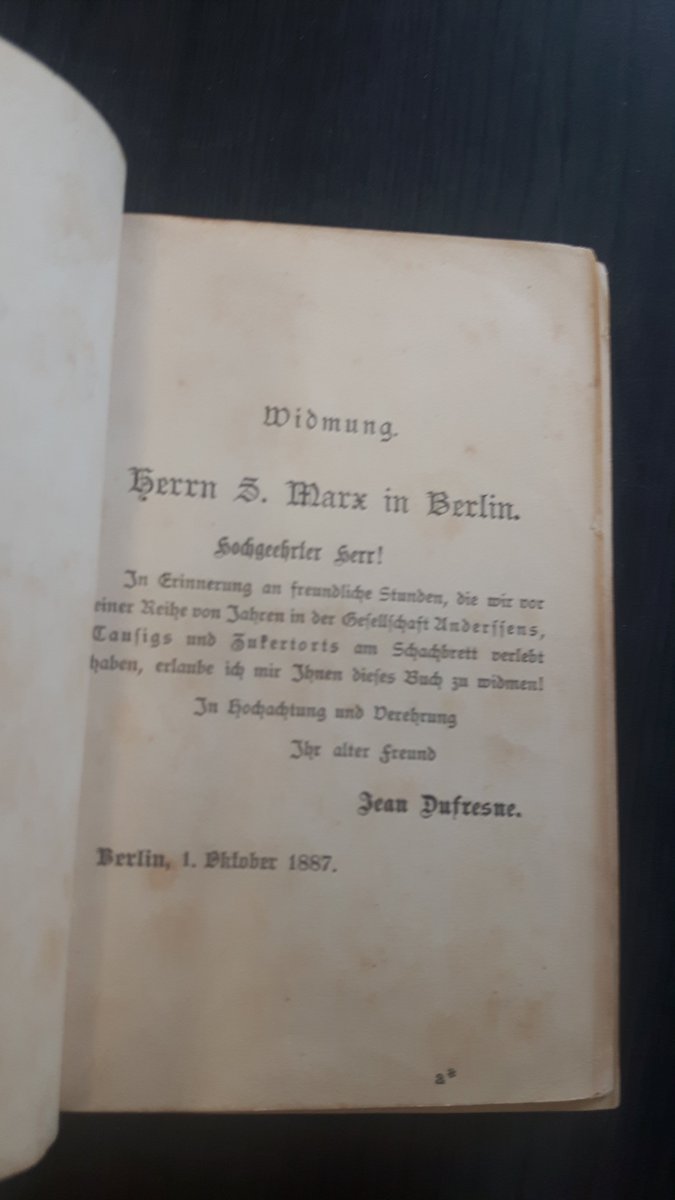 Widmung.
Herrn S. Marx in Berlin.
Hochgeehrter Herr!
In Erinnerung an freundliche Stunden, die wir vor
einer Reihe von Jahren in der Gesellschaft Anderssens,
Tausigs und Zukertorts am Schachbrett verlebt
haben, erlaube ich mir Ihnen dieses Buch zu widmen!
In Hochachtung und Verehrung
Ihr alter Freund
Jean Dufresne.
Berlin, 1. Oktober 1887.
a*